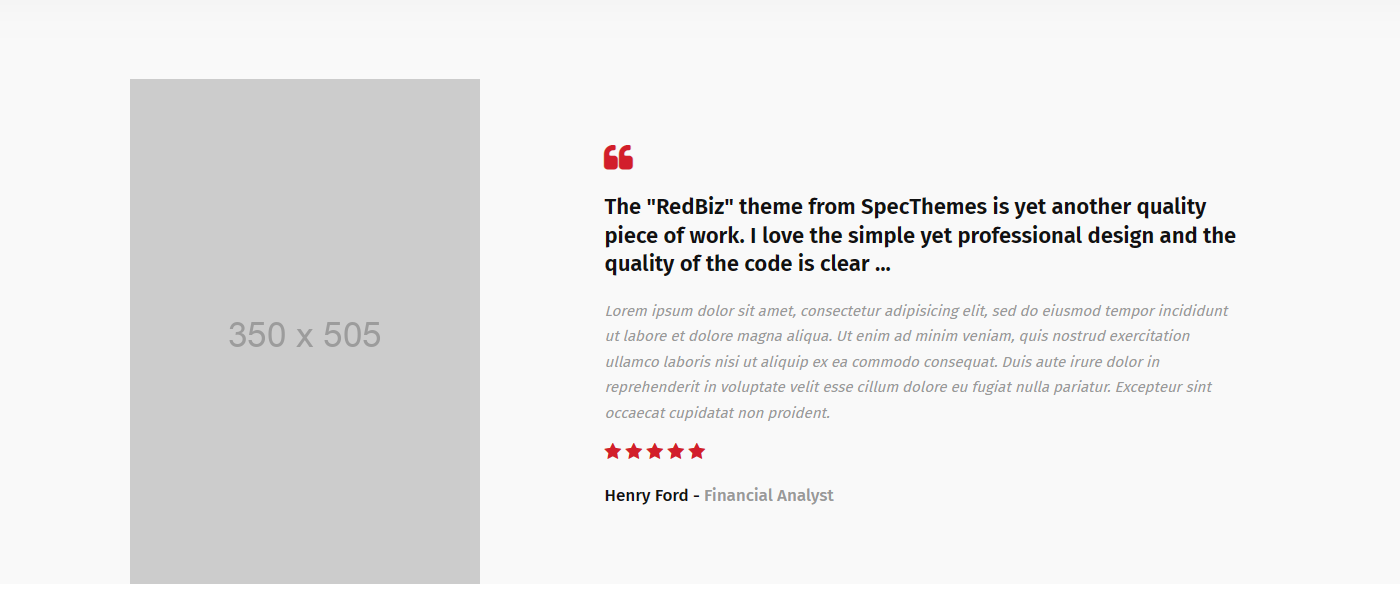 350 x 505
The "RedBiz" theme from SpecThemes is yet another quality
piece of work. I love the simple yet professional design and the
quality of the code is clear ...
Lorem ipsum dolor sit amet, consectetur adipisicing elit, sed do eiusmod tempor incididunt
ut labore et dolore magna aliqua. Ut enim ad minim veniam, quis nostrud exercitation
ullamco laboris nisi ut aliquip ex ea commodo consequat. Duis aute irure dolor in
reprehenderit in voluptate velit esse cillum dolore eu fugiat nulla pariatur. Excepteur sint
occaecat cupidatat non proident.
Henry Ford - Financial Analyst